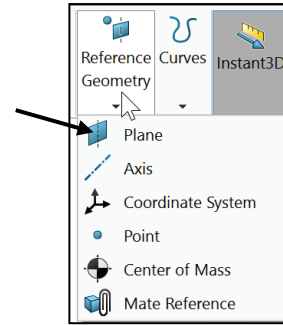 Reference Curves Instant3D
Geometry
Plane
Axis
Coordinate System
Point
Center of Mass
Mate Reference